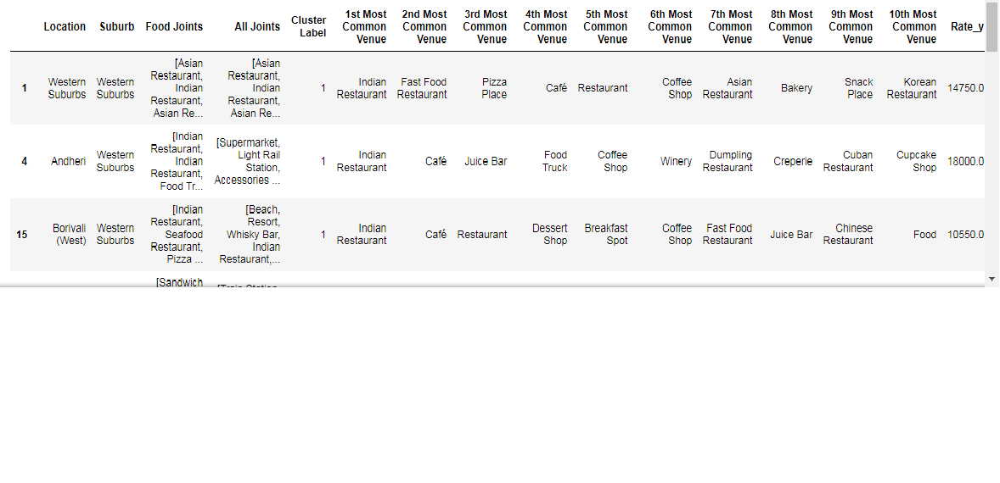 Location Suburb Food Joints All Joints Cluster Label 1st Most Common Venue 2nd Most Common Venue 3rd Most Common Venue 4th Most Common Venue 5th Most Common Venue 6th Most Common Venue 7th Most Common Venue 8th Most Common Venue 9th Most Common Venue 10th Most Common Venue Rate_y
1 Western Suburbs Western Suburbs [Asian Restaurant, Indian Restaurant, Asian Re... [Asian Restaurant, Indian Restaurant, Asian Re... 1 Indian Restaurant Fast Food Restaurant Pizza Place Café Restaurant Coffee Shop Asian Restaurant Bakery Snack Place Korean Restaurant 14750.0
4 Andheri Western Suburbs [Indian Restaurant, Indian Restaurant, Food Tr... [Supermarket, Light Rail Station, Accessories ... 1 Indian Restaurant Café Juice Bar Food Truck Coffee Shop Winery Dumpling Restaurant Creperie Cuban Restaurant Cupcake Shop 18000.0
15 Borivali (West) Western Suburbs [Indian Restaurant, Seafood Restaurant, Pizza ... [Beach, Resort, Whisky Bar, Indian Restaurant,... 1 Indian Restaurant Café Restaurant Dessert Shop Breakfast Spot Coffee Shop Fast Food Restaurant Juice Bar Chinese Restaurant Food 10550.0
[Sandwich